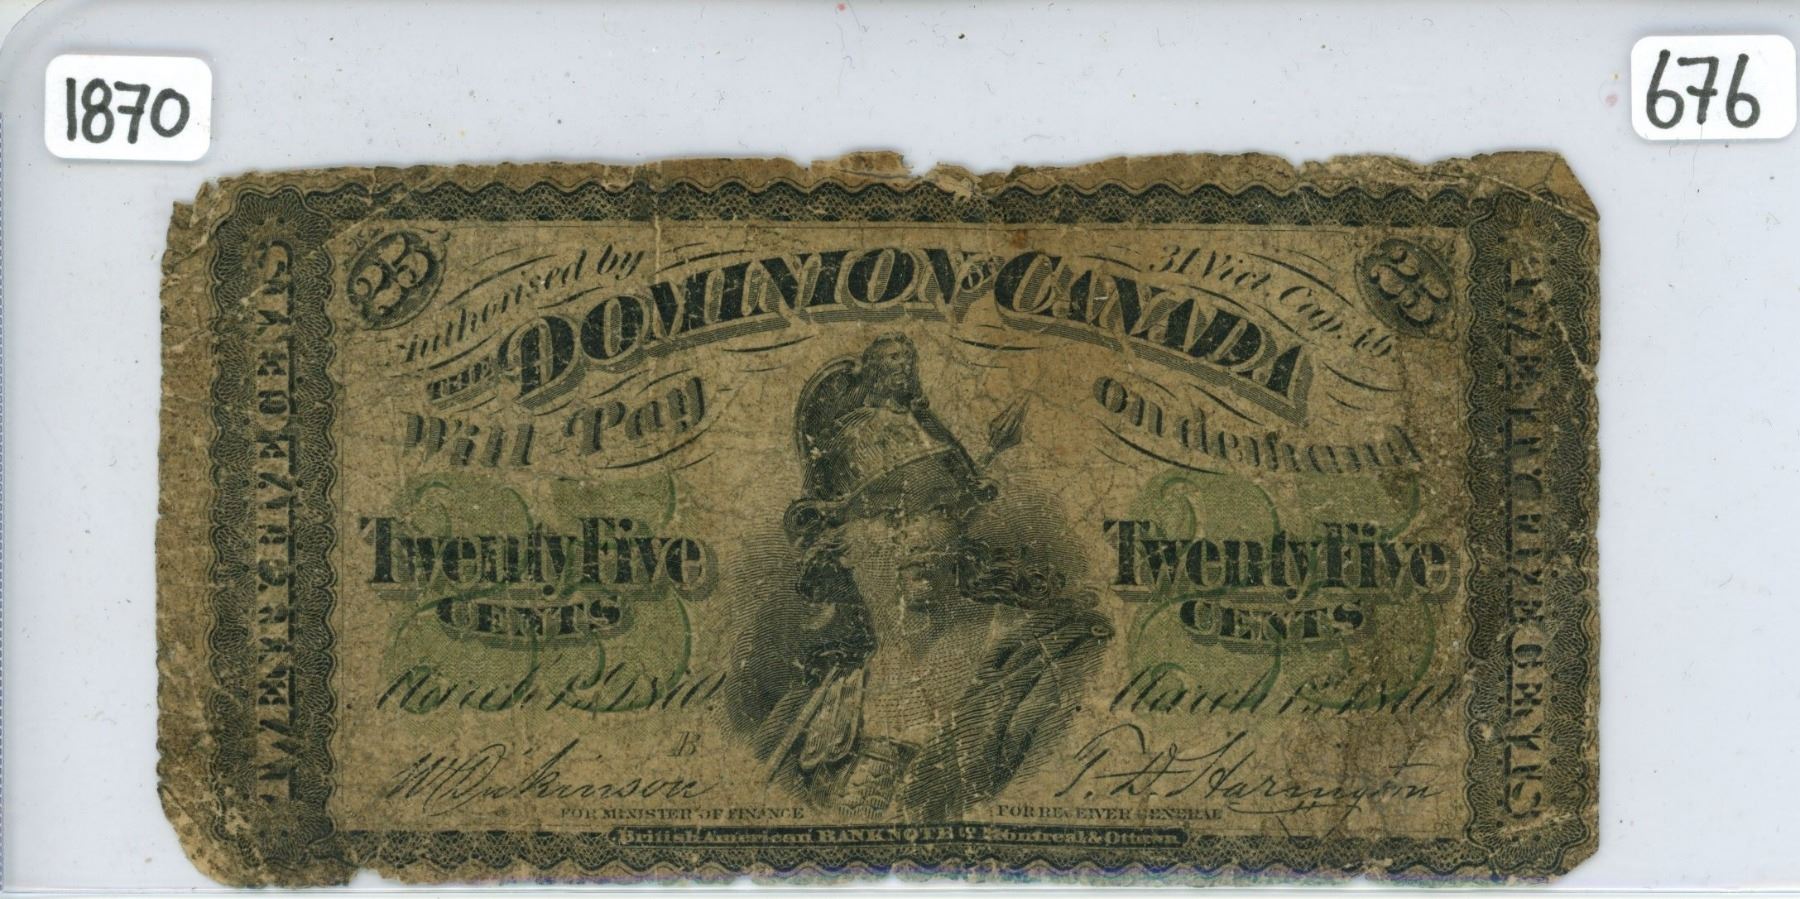 1870
676
25
25
Authorised by
31 Vict. Cap. 46
THE DOMINION OF CANADA
Will Pay
on demand
TWENTY FIVE CENTS
TWENTY FIVE CENTS
25
25
Twenty Five
CENTS
Twenty Five
CENTS
March 1st, 1870.
March 1st, 1870.
B
W Dickinson
T. D. Harington
FOR MINISTER OF FINANCE
FOR RECEIVER GENERAL
British American BANK NOTE Co. Montreal & Ottawa